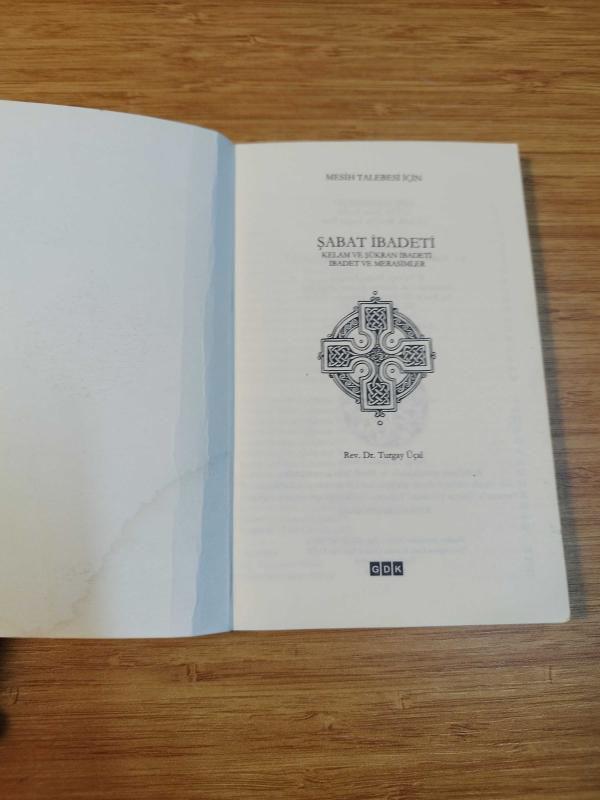 MESİH TALEBESİ İÇİN
ŞABAT İBADETİ
KELAM VE ŞÜKRAN İBADETİ
İBADET VE MERASİMLER
Rev. Dr. Turgay Üçal
GDK